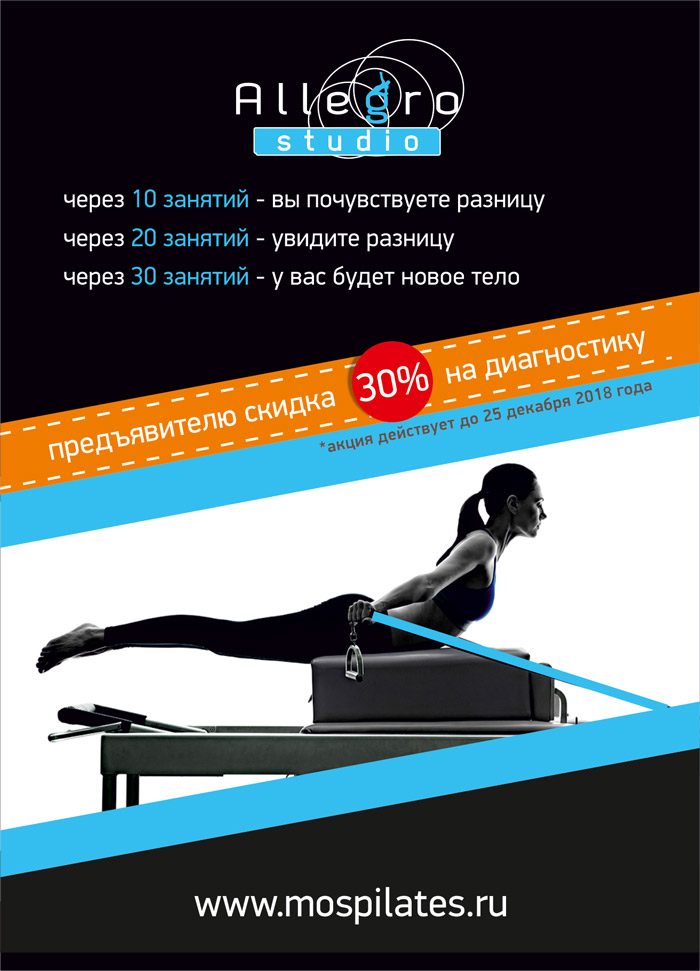 Allegro
studio
через 10 занятий - вы почувствуете разницу
через 20 занятий - увидите разницу
через 30 занятий - у вас будет новое тело
предъявителю скидка 30% на диагностику
*акция действует до 25 декабря 2018 года
www.mospilates.ru